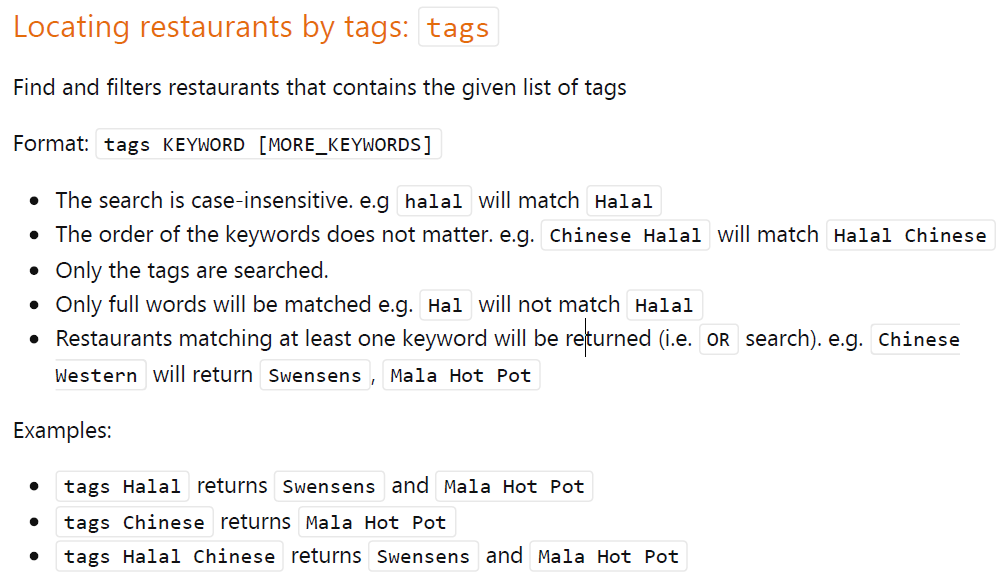 Locating restaurants by tags: tags
Find and filters restaurants that contains the given list of tags
Format: tags KEYWORD [MORE_KEYWORDS]
The search is case-insensitive. e.g halal will match Halal
The order of the keywords does not matter. e.g. Chinese Halal will match Halal Chinese
Only the tags are searched.
Only full words will be matched e.g. Hal will not match Halal
Restaurants matching at least one keyword will be returned (i.e. OR search). e.g. Chinese
Western will return Swensens, Mala Hot Pot
Examples:
tags Halal returns Swensens and Mala Hot Pot
tags Chinese returns Mala Hot Pot
tags Halal Chinese returns Swensens and Mala Hot Pot